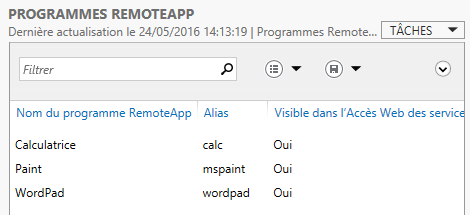 PROGRAMMES REMOTEAPP
Dernière actualisation le 24/05/2016 14:13:19 | Programmes Remote... TÂCHES
Filtrer
Nom du programme RemoteApp Alias Visible dans l'Accès Web des service
Calculatrice calc Oui
Paint mspaint Oui
WordPad wordpad Oui